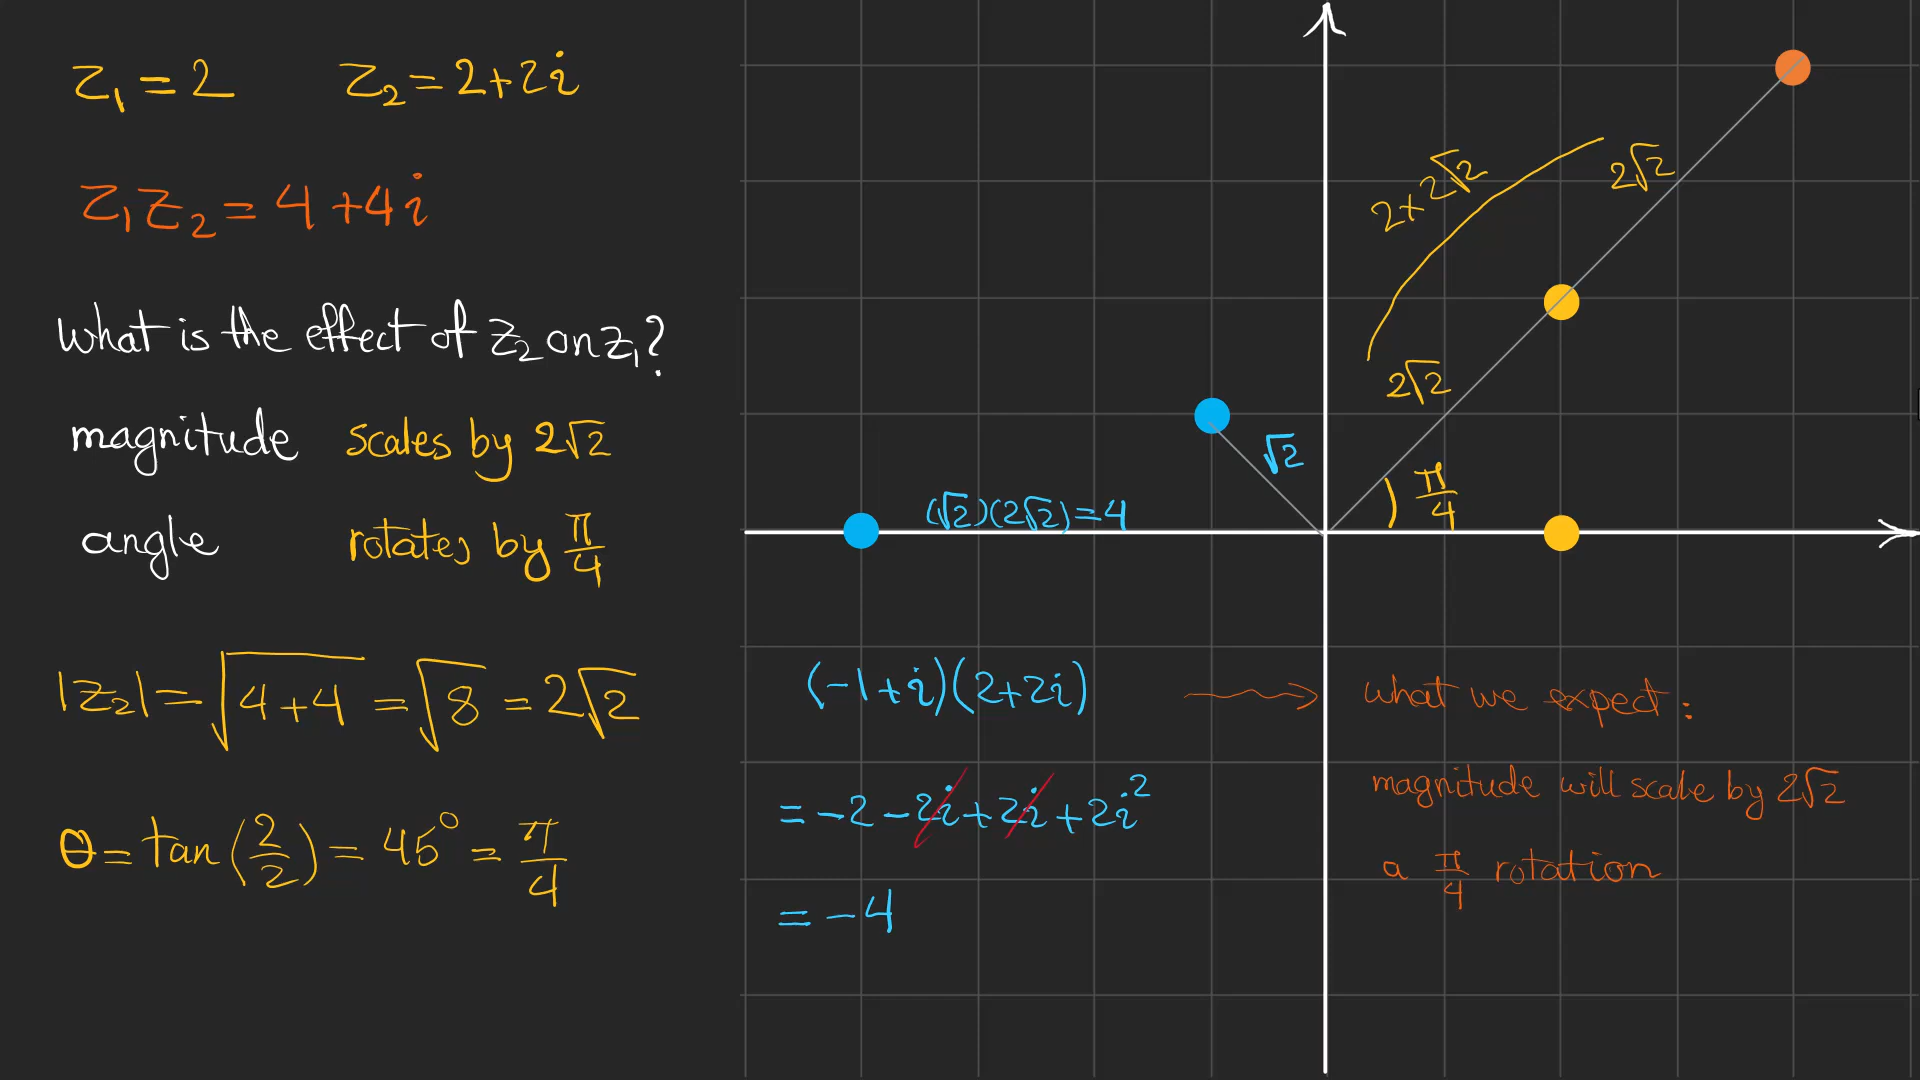 z₁ = 2 z₂ = 2+2i
z₁z₂ = 4+4i
What is the effect of z₂ on z₁?
magnitude scales by 2√2
angle rotates by π/4
|z₂| = √(4+4) = √8 = 2√2
θ = tan(2/2) = 45° = π/4
2×2√2
2√2
2√2
√2
π/4
(√2)(2√2) = 4
(-1+i)(2+2i)
= -2 - 2i + 2i + 2i²
= -4
what we expect:
magnitude will scale by 2√2
a π/4 rotation